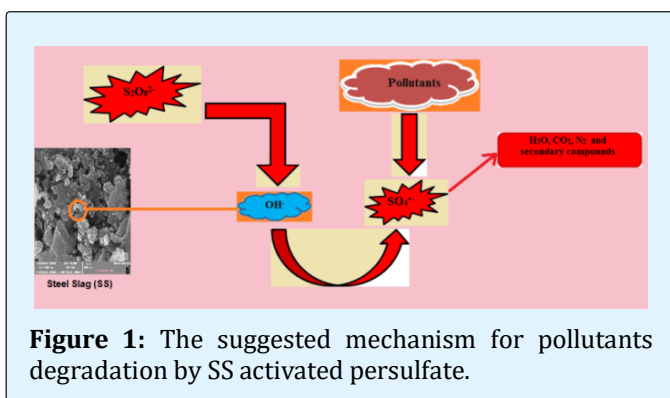 S₂O₈²⁻
Pollutants
H₂O, CO₂, N₂ and
secondary compounds
OH⁻
SO₄•⁻
Steel Slag (SS)
Figure 1: The suggested mechanism for pollutants
degradation by SS activated persulfate.